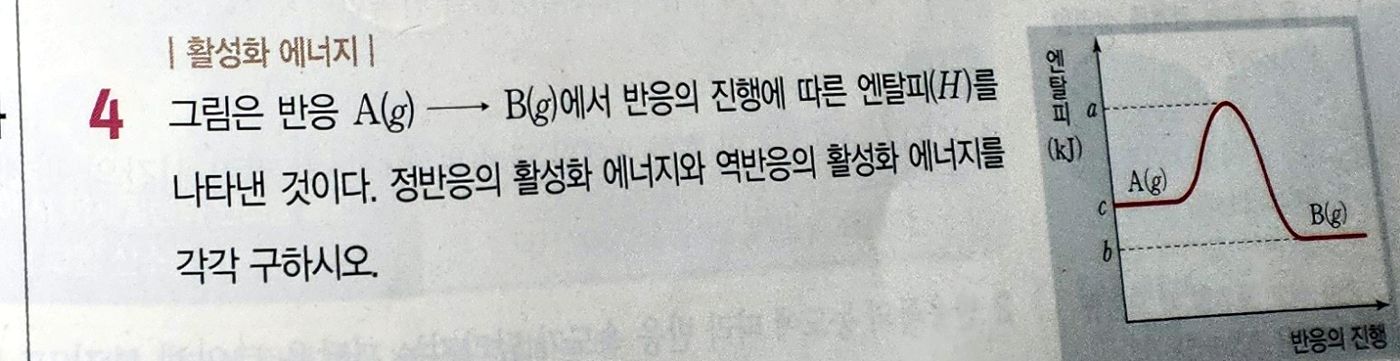 | 활성화 에너지 |
4 그림은 반응 A(g) ⟶ B(g)에서 반응의 진행에 따른 엔탈피(H)를
나타낸 것이다. 정반응의 활성화 에너지와 역반응의 활성화 에너지를
각각 구하시오.
엔탈피
(kJ)
a
A(g)
c
B(g)
b
반응의 진행